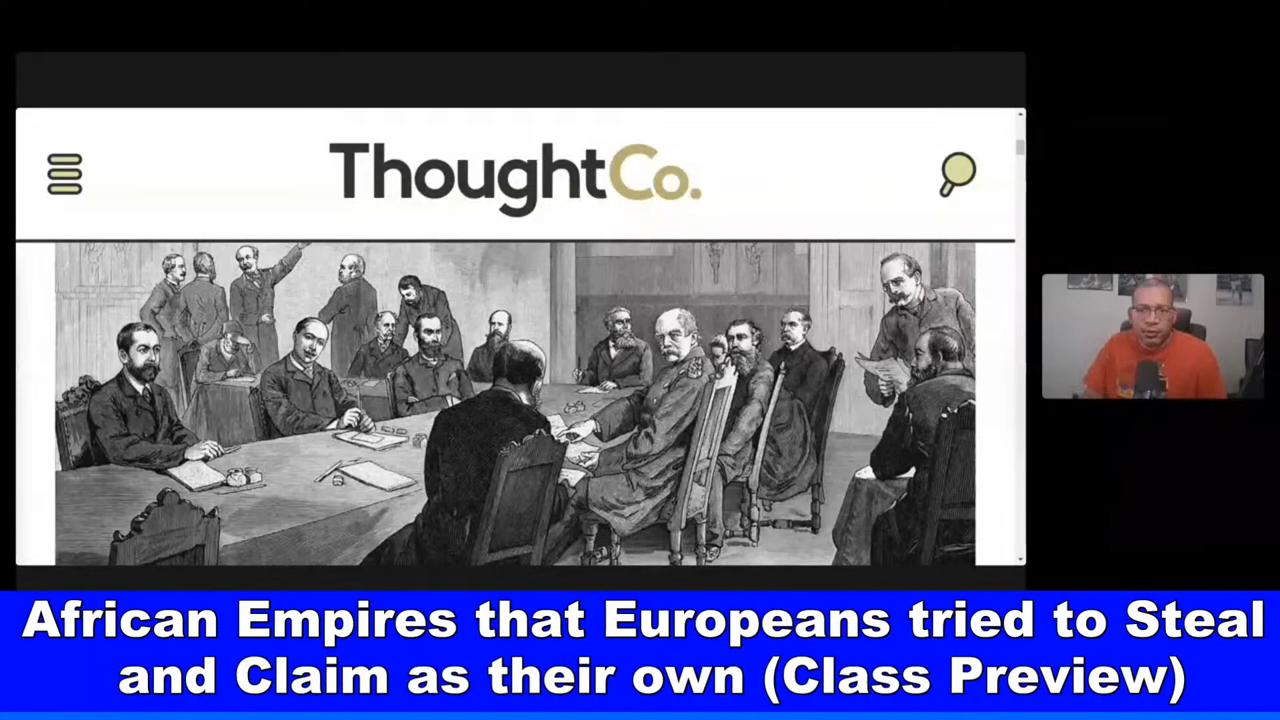 ThoughtCo.
African Empires that Europeans tried to Steal
and Claim as their own (Class Preview)